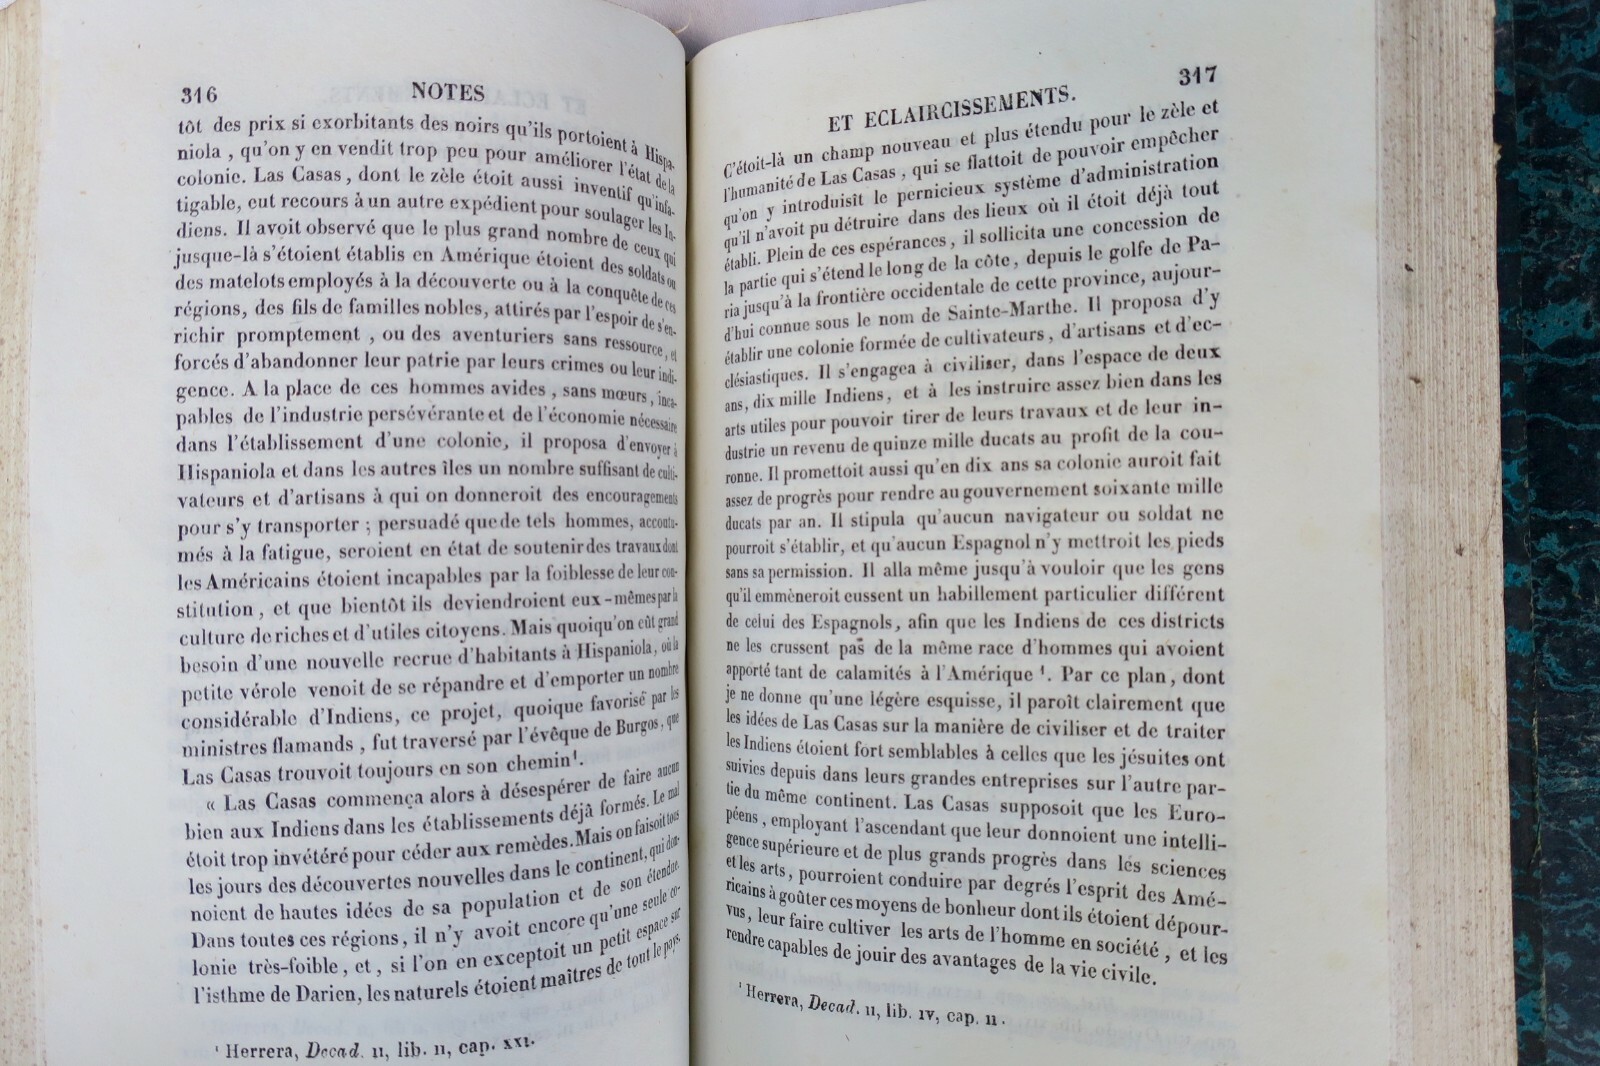 316 NOTES
tôt des prix si exorbitants des noirs qu'ils portoient à Hispa-
niola, qu'on y en vendit trop peu pour améliorer l'état de la
colonie. Las Casas, dont le zèle étoit aussi inventif qu'infa-
tigable, eut recours à un autre expédient pour soulager les In-
diens. Il avoit observé que le plus grand nombre de ceux qui
jusque-là s'étoient établis en Amérique étoient des soldats ou
des matelots employés à la découverte ou à la conquête de ces
régions, des fils de familles nobles, attirés par l'espoir de s'en-
richir promptement, ou des aventuriers sans ressource, et
forcés d'abandonner leur patrie par leurs crimes ou leur indi-
gence. A la place de ces hommes avides, sans mœurs, inca-
pables de l'industrie persévérante et de l'économie nécessaire
dans l'établissement d'une colonie, il proposa d'envoyer à
Hispaniola et dans les autres îles un nombre suffisant de culti-
vateurs et d'artisans à qui on donneroit des encouragements
pour s'y transporter ; persuadé que de tels hommes, accoutu-
més à la fatigue, seroient en état de soutenir des travaux dont
les Américains étoient incapables par la foiblesse de leur con-
stitution, et que bientôt ils deviendroient eux-mêmes par la
culture de riches et d'utiles citoyens. Mais quoiqu'on eût grand
besoin d'une nouvelle recrue d'habitants à Hispaniola, où la
petite vérole venoit de se répandre et d'emporter un nombre
considérable d'Indiens, ce projet, quoique favorisé par les
ministres flamands, fut traversé par l'évêque de Burgos, que
Las Casas trouvoit toujours en son chemin¹.
« Las Casas commença alors à désespérer de faire aucun
bien aux Indiens dans les établissements déjà formés. Le mal
étoit trop invétéré pour céder aux remèdes. Mais on faisoit tous
les jours des découvertes nouvelles dans le continent, qui don-
noient de hautes idées de sa population et de son étendue.
Dans toutes ces régions, il n'y avoit encore qu'une seule co-
lonie très-foible, et, si l'on en exceptoit un petit espace sur
l'isthme de Darien, les naturels étoient maîtres de tout le pays.
¹ Herrera, Decad. II, lib. II, cap. XXI.
ET ECLAIRCISSEMENTS. 317
C'étoit-là un champ nouveau et plus étendu pour le zèle et
l'humanité de Las Casas, qui se flattoit de pouvoir empêcher
qu'on y introduisît le pernicieux système d'administration
qu'il n'avoit pu détruire dans des lieux où il étoit déjà tout
établi. Plein de ces espérances, il sollicita une concession de
la partie qui s'étend le long de la côte, depuis le golfe de Pa-
ria jusqu'à la frontière occidentale de cette province, aujour-
d'hui connue sous le nom de Sainte-Marthe. Il proposa d'y
établir une colonie formée de cultivateurs, d'artisans et d'ec-
clésiastiques. Il s'engagea à civiliser, dans l'espace de deux
ans, dix mille Indiens, et à les instruire assez bien dans les
arts utiles pour pouvoir tirer de leurs travaux et de leur in-
dustrie un revenu de quinze mille ducats au profit de la cou-
ronne. Il promettoit aussi qu'en dix ans sa colonie auroit fait
assez de progrès pour rendre au gouvernement soixante mille
ducats par an. Il stipula qu'aucun navigateur ou soldat ne
pourroit s'établir, et qu'aucun Espagnol n'y mettroit les pieds
sans sa permission. Il alla même jusqu'à vouloir que les gens
qu'il emmèneroit eussent un habillement particulier différent
de celui des Espagnols, afin que les Indiens de ces districts
ne les crussent pas de la même race d'hommes qui avoient
apporté tant de calamités à l'Amérique ¹. Par ce plan, dont
je ne donne qu'une légère esquisse, il paroît clairement que
les idées de Las Casas sur la manière de civiliser et de traiter
les Indiens étoient fort semblables à celles que les jésuites ont
suivies depuis dans leurs grandes entreprises sur l'autre par-
tie du même continent. Las Casas supposoit que les Euro-
péens, employant l'ascendant que leur donnoient une intelli-
gence supérieure et de plus grands progrès dans les sciences
et les arts, pourroient conduire par degrés l'esprit des Amé-
ricains à goûter ces moyens de bonheur dont ils étoient dépour-
vus, leur faire cultiver les arts de l'homme en société, et les
rendre capables de jouir des avantages de la vie civile.
¹ Herrera, Decad. II, lib. IV, cap. II.